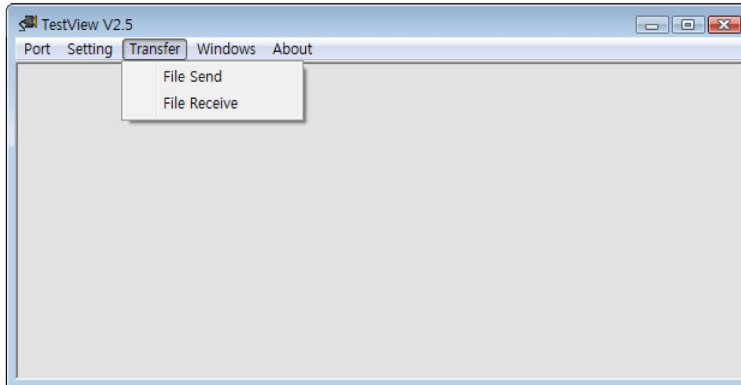 TestView V2.5
Port Setting Transfer Windows About
File Send
File Receive